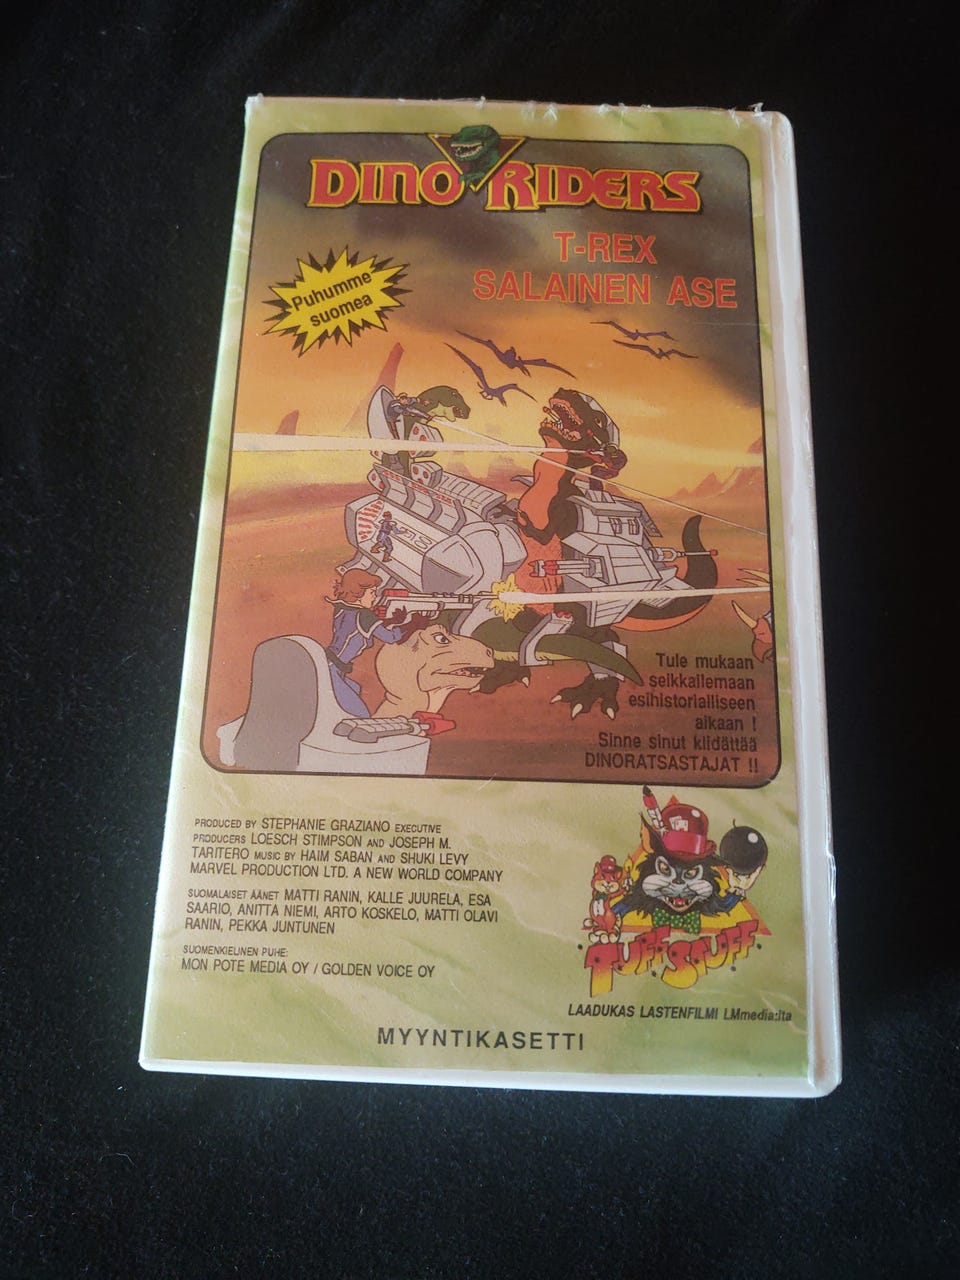 DINO RIDERS
T-REX
SALAINEN ASE
Puhumme
suomea
Tule mukaan
seikkailemaan
esihistorialliseen
aikaan !
Sinne sinut kiidättää
DINORATSASTAJAT !!
PRODUCED BY STEPHANIE GRAZIANO EXECUTIVE
PRODUCERS LOESCH STIMPSON AND JOSEPH M.
TARITERO MUSIC BY HAIM SABAN AND SHUKI LEVY
MARVEL PRODUCTION LTD. A NEW WORLD COMPANY
SUOMALAISET ÄÄNET MATTI RANIN, KALLE JUURELA, ESA
SAARIO, ANITTA NIEMI, ARTO KOSKELO, MATTI OLAVI
RANIN, PEKKA JUNTUNEN
SUOMENKIELINEN PUHE:
MON POTE MEDIA OY / GOLDEN VOICE OY
TUFF STUFF
LAADUKAS LASTENFILMI LMmedia:lta
MYYNTIKASETTI